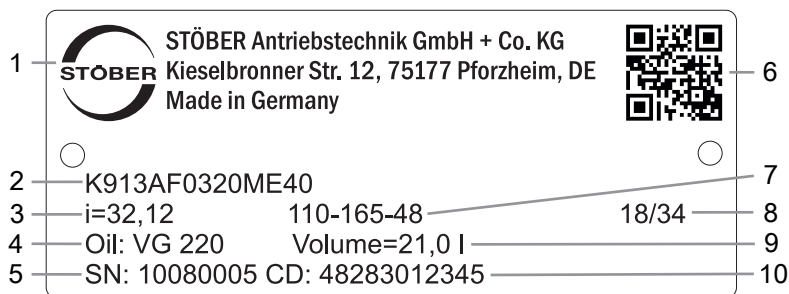 STÖBER Antriebstechnik GmbH + Co. KG
1 STÖBER Kieselbronner Str. 12, 75177 Pforzheim, DE 6
Made in Germany
2 K913AF0320ME40 7
3 i=32,12 110-165-48 18/34 8
4 Oil: VG 220 Volume=21,0 l 9
5 SN: 10080005 CD: 48283012345 10